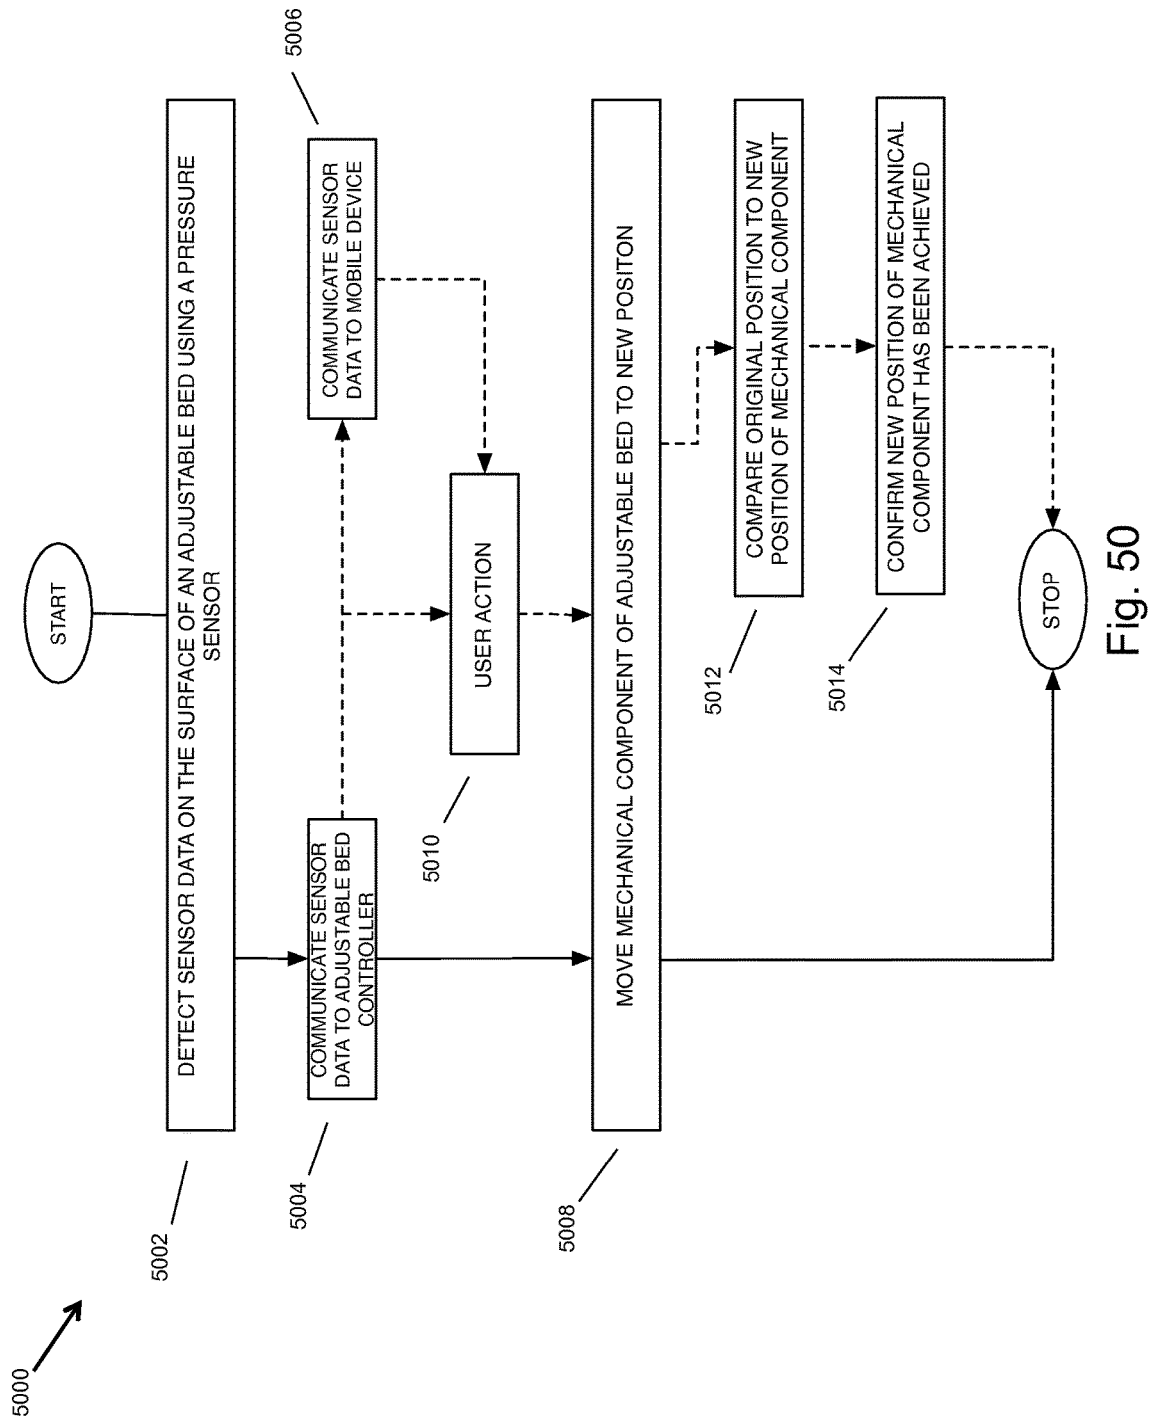 5000
START
5002
DETECT SENSOR DATA ON THE SURFACE OF AN ADJUSTABLE BED USING A PRESSURE
SENSOR
5004
COMMUNICATE SENSOR
DATA TO ADJUSTABLE BED
CONTROLLER
COMMUNICATE SENSOR
DATA TO MOBILE DEVICE
5006
5010
USER ACTION
5008
MOVE MECHANICAL COMPONENT OF ADJUSTABLE BED TO NEW POSITON
5012
COMPARE ORIGINAL POSITION TO NEW
POSITION OF MECHANICAL COMPONENT
5014
CONFIRM NEW POSITION OF MECHANICAL
COMPONENT HAS BEEN ACHIEVED
STOP
Fig. 50